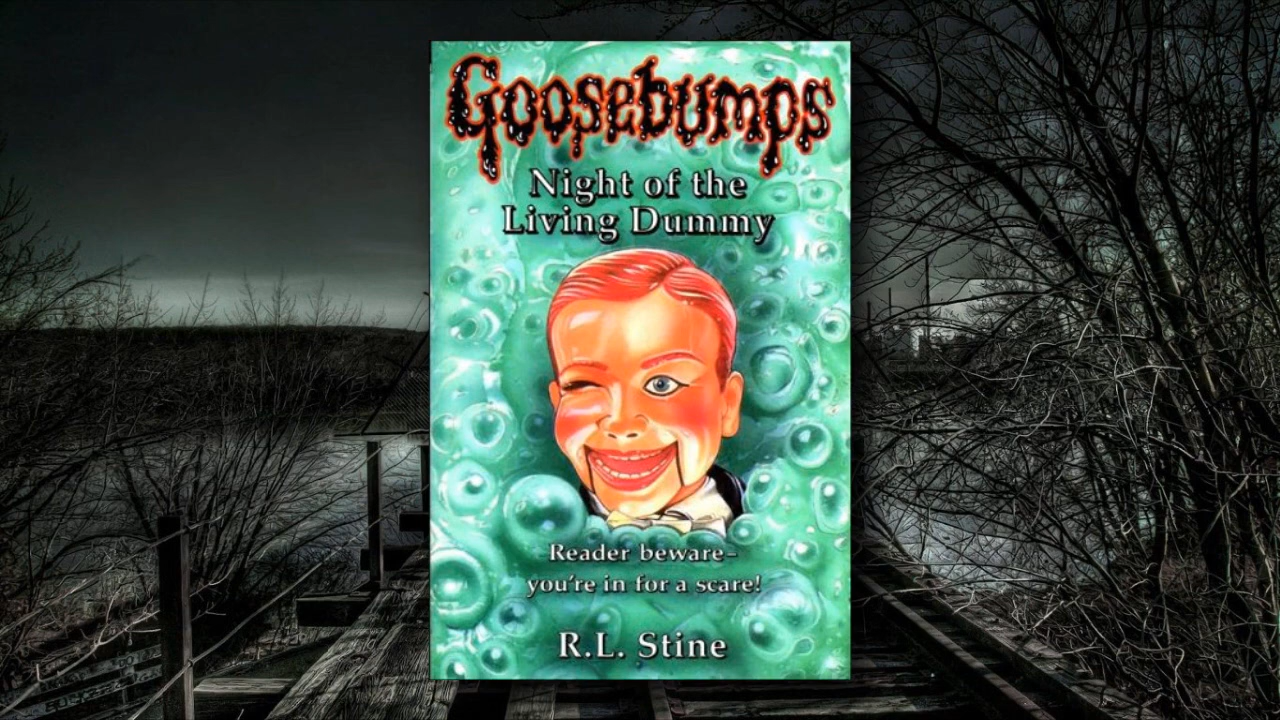 Goosebumps
Night of the
Living Dummy
Reader beware–
you're in for a scare!
R.L. Stine